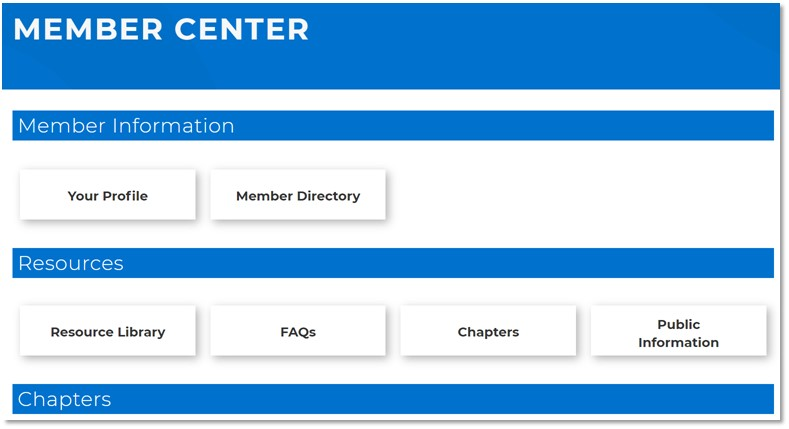 MEMBER CENTER
Member Information
Your Profile
Member Directory
Resources
Resource Library
FAQs
Chapters
Public
Information
Chapters